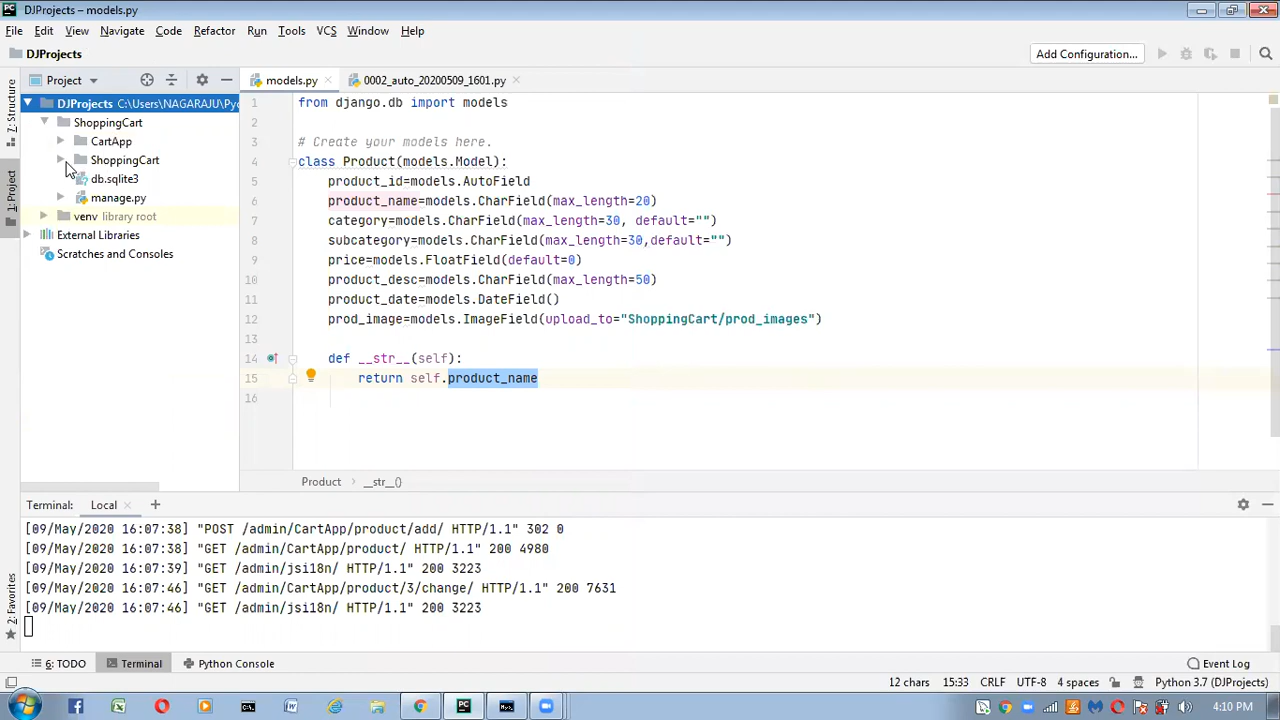 DJProjects – models.py
File Edit View Navigate Code Refactor Run Tools VCS Window Help
DJProjects
Add Configuration...
Project
models.py
0002_auto_20200509_1601.py
DJProjects C:\Users\NAGARAJU\Pyc
ShoppingCart
CartApp
ShoppingCart
db.sqlite3
manage.py
venv library root
External Libraries
Scratches and Consoles
7: Structure
1: Project
2: Favorites
1 from django.db import models
2
3 # Create your models here.
4 class Product(models.Model):
5 product_id=models.AutoField
6 product_name=models.CharField(max_length=20)
7 category=models.CharField(max_length=30, default="")
8 subcategory=models.CharField(max_length=30,default="")
9 price=models.FloatField(default=0)
10 product_desc=models.CharField(max_length=50)
11 product_date=models.DateField()
12 prod_image=models.ImageField(upload_to="ShoppingCart/prod_images")
13
14 def __str__(self):
15 return self.product_name
16
Product __str__()
Terminal: Local
[09/May/2020 16:07:38] "POST /admin/CartApp/product/add/ HTTP/1.1" 302 0
[09/May/2020 16:07:38] "GET /admin/CartApp/product/ HTTP/1.1" 200 4980
[09/May/2020 16:07:39] "GET /admin/jsi18n/ HTTP/1.1" 200 3223
[09/May/2020 16:07:46] "GET /admin/CartApp/product/3/change/ HTTP/1.1" 200 7631
[09/May/2020 16:07:46] "GET /admin/jsi18n/ HTTP/1.1" 200 3223
6: TODO Terminal Python Console Event Log
12 chars 15:33 CRLF UTF-8 4 spaces Python 3.7 (DJProjects)
4:10 PM